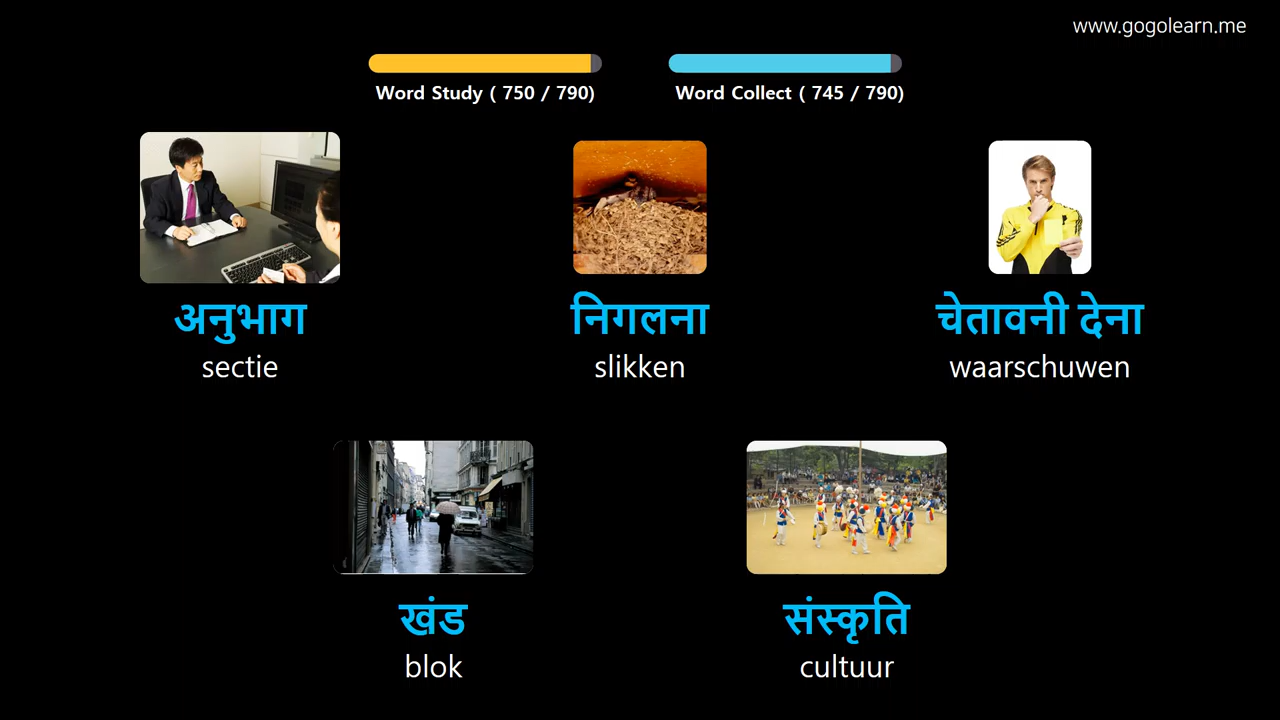 www.gogolearn.me
Word Study ( 750 / 790)
Word Collect ( 745 / 790)
अनुभाग
sectie
निगलना
slikken
चेतावनी देना
waarschuwen
खंड
blok
संस्कृति
cultuur